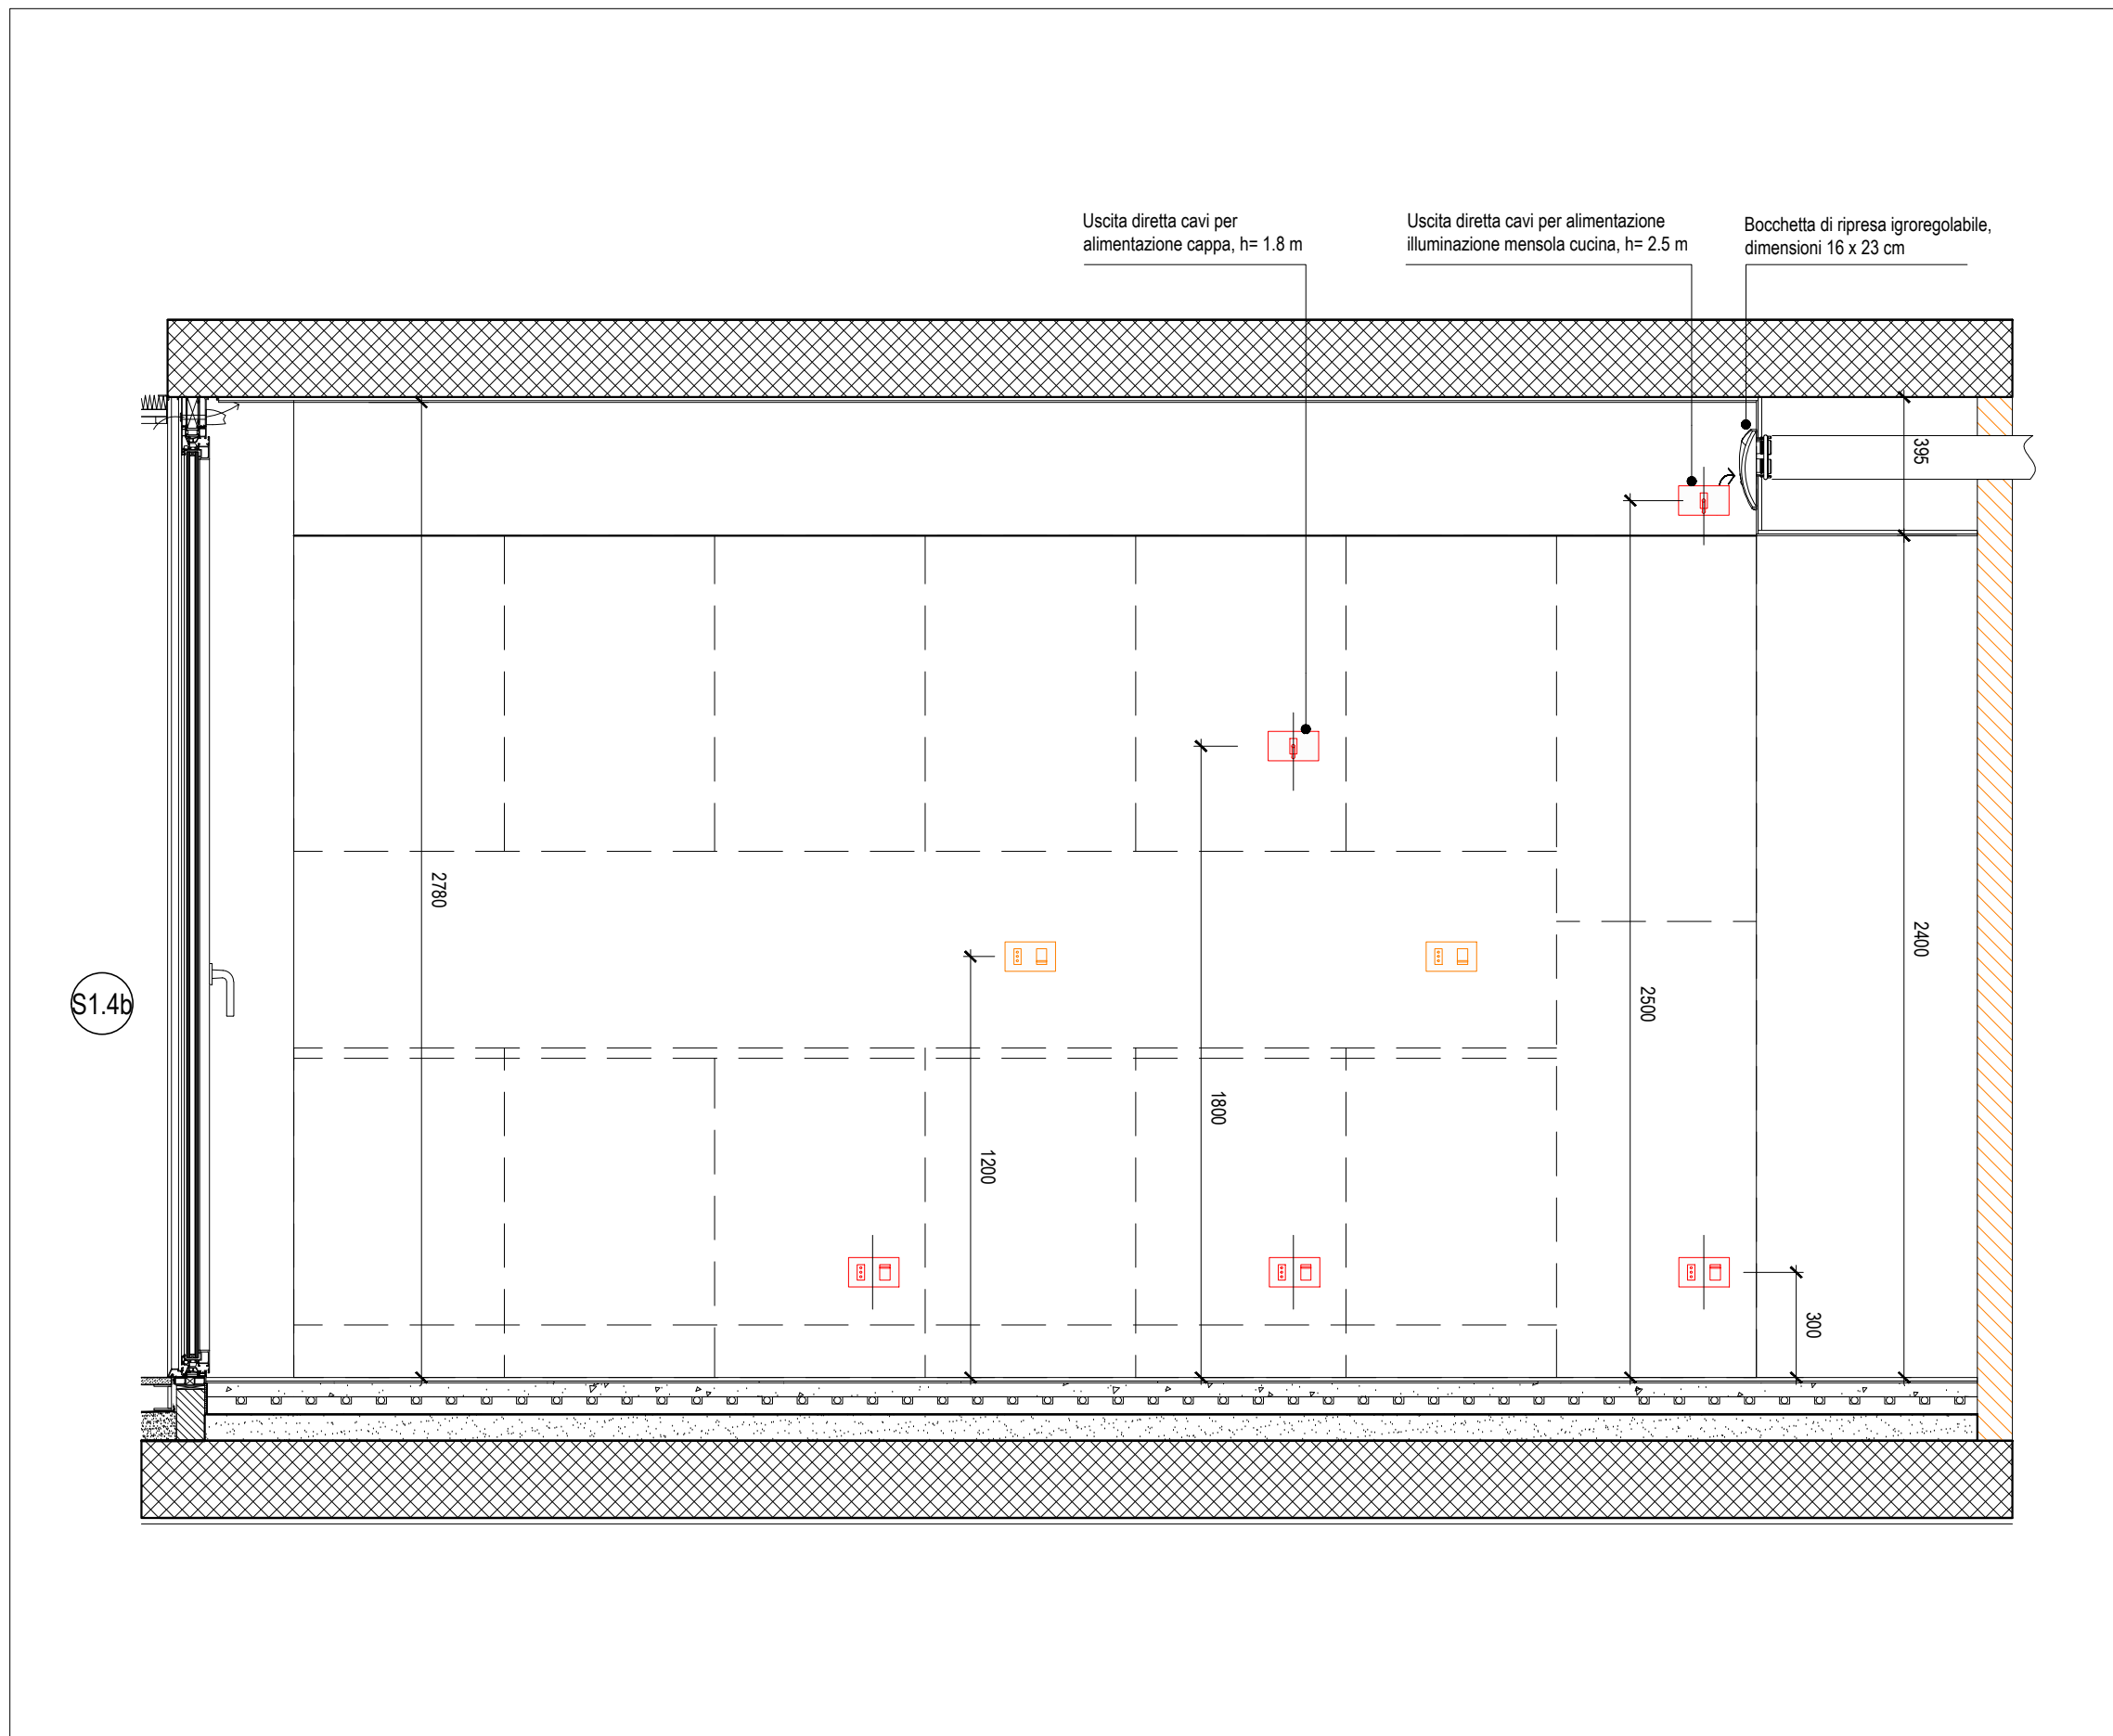 Uscita diretta cavi per
alimentazione cappa, h= 1.8 m
Uscita diretta cavi per alimentazione
illuminazione mensola cucina, h= 2.5 m
Bocchetta di ripresa igroregolabile,
dimensioni 16 x 23 cm
395
2780
2400
2500
S1.4b
1800
1200
300